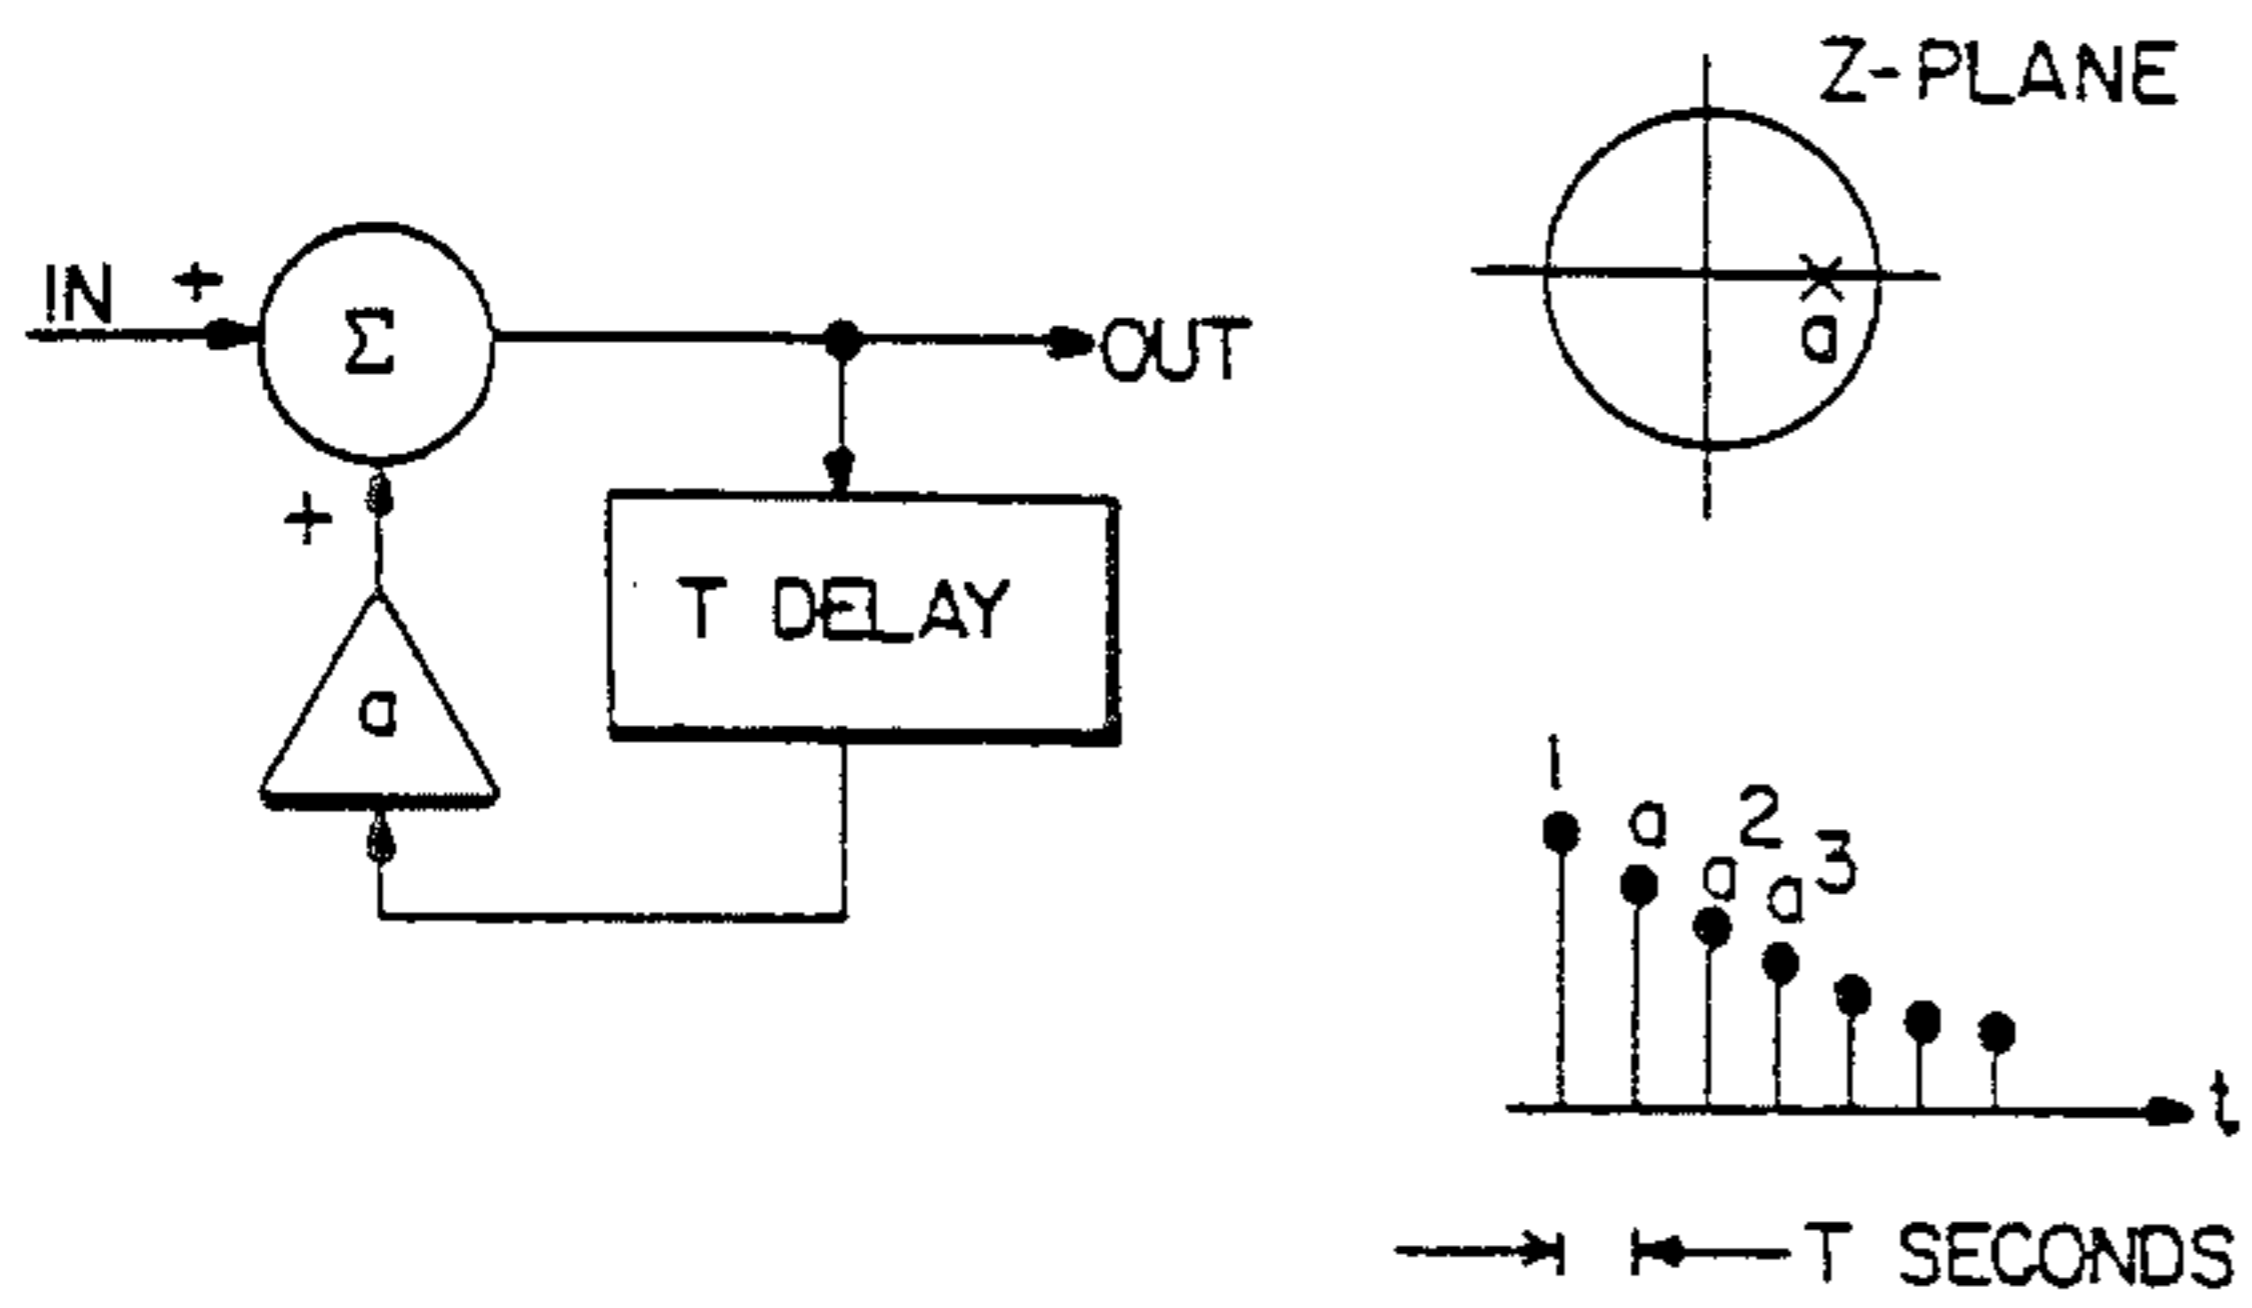 Z-PLANE
IN +
Σ
OUT
a
+
T DELAY
a
1
a
a2
a3
t
T SECONDS